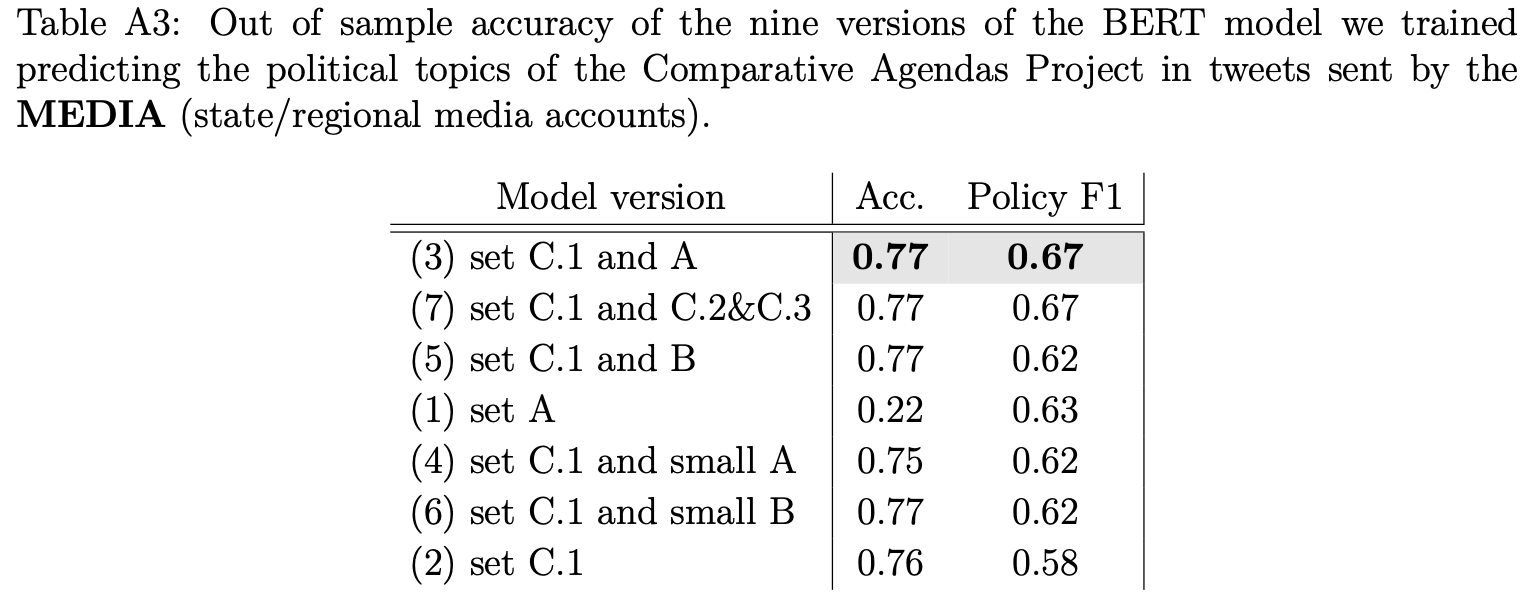 Table A3: Out of sample accuracy of the nine versions of the BERT model we trained
predicting the political topics of the Comparative Agendas Project in tweets sent by the
MEDIA (state/regional media accounts).
Model version Acc. Policy F1
(3) set C.1 and A 0.77 0.67
(7) set C.1 and C.2&C.3 0.77 0.67
(5) set C.1 and B 0.77 0.62
(1) set A 0.22 0.63
(4) set C.1 and small A 0.75 0.62
(6) set C.1 and small B 0.77 0.62
(2) set C.1 0.76 0.58